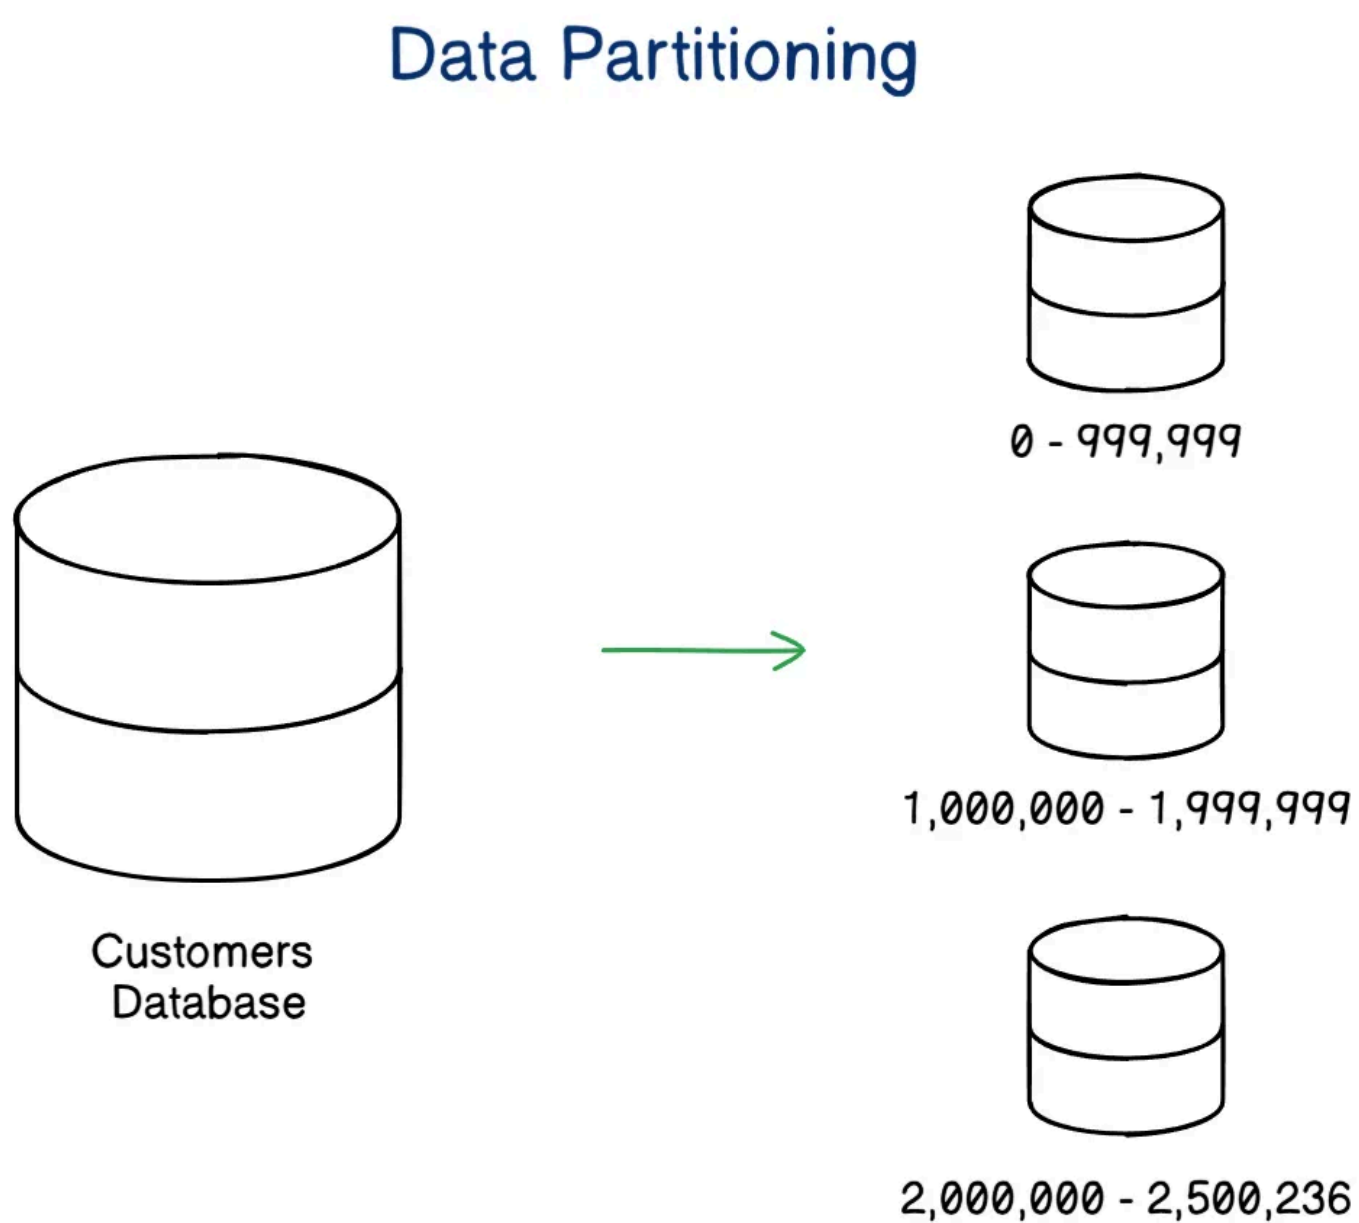 Data Partitioning
0 - 999,999
1,000,000 - 1,999,999
Customers
Database
2,000,000 - 2,500,236